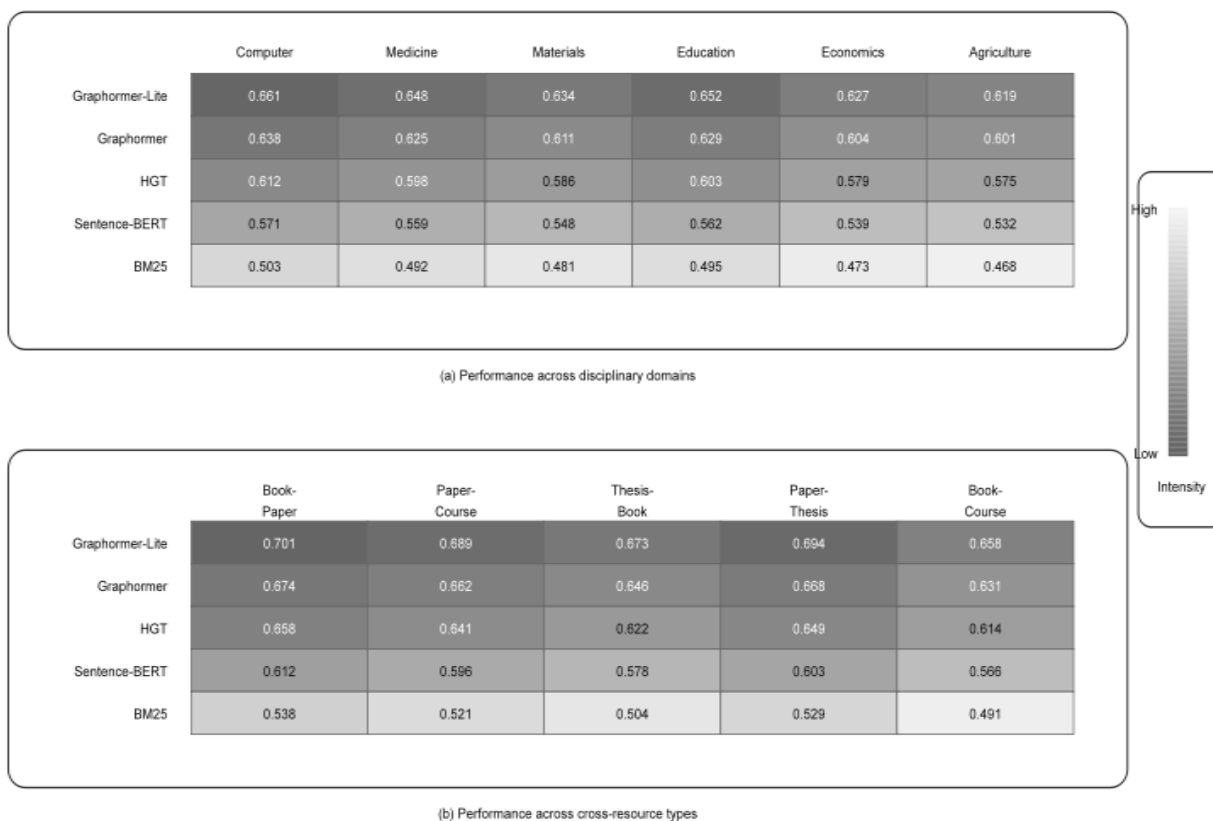 Computer Medicine Materials Education Economics Agriculture
Graphormer-Lite 0.661 0.648 0.634 0.652 0.627 0.619
Graphormer 0.638 0.625 0.611 0.629 0.604 0.601
HGT 0.612 0.598 0.586 0.603 0.579 0.575
Sentence-BERT 0.571 0.559 0.548 0.562 0.539 0.532
BM25 0.503 0.492 0.481 0.495 0.473 0.468
(a) Performance across disciplinary domains
High
Low
Intensity
Book- Paper- Thesis- Paper- Book-
Paper Course Book Thesis Course
Graphormer-Lite 0.701 0.689 0.673 0.694 0.658
Graphormer 0.674 0.662 0.646 0.668 0.631
HGT 0.658 0.641 0.622 0.649 0.614
Sentence-BERT 0.612 0.596 0.578 0.603 0.566
BM25 0.538 0.521 0.504 0.529 0.491
(b) Performance across cross-resource types